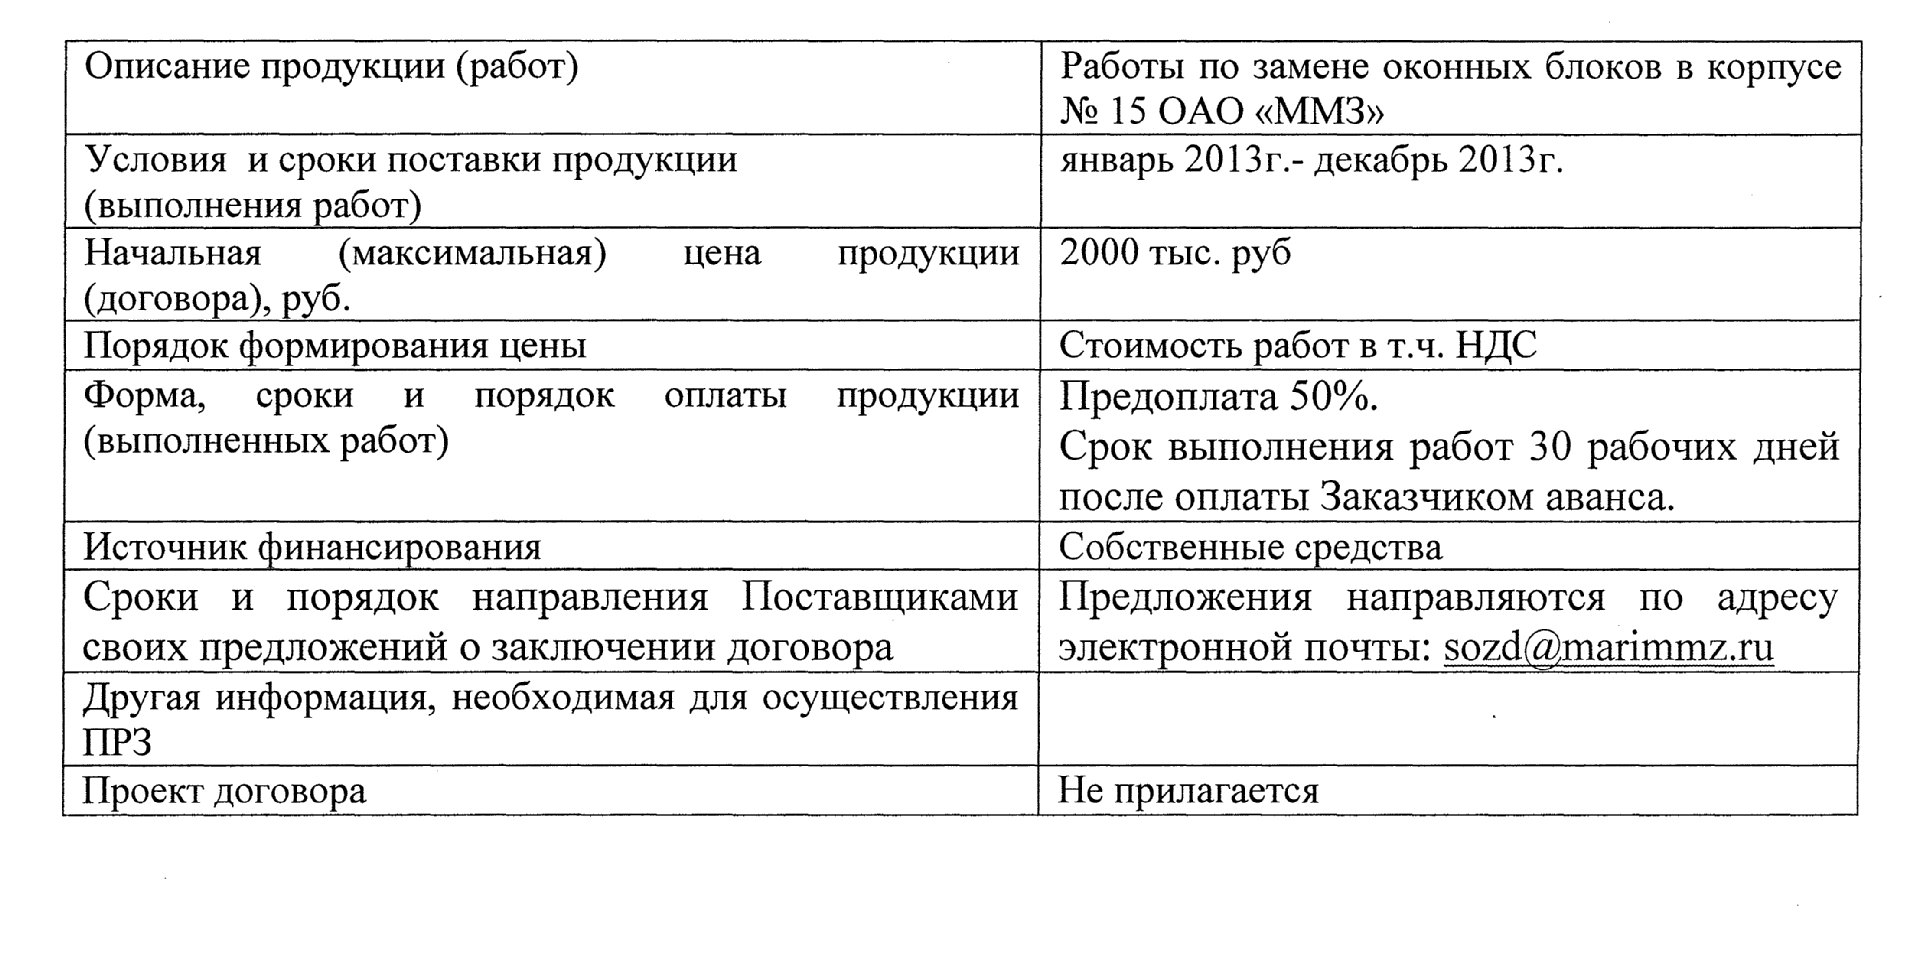 Описание продукции (работ)
Работы по замене оконных блоков в корпусе
№ 15 ОАО «ММЗ»
Условия и сроки поставки продукции
(выполнения работ)
январь 2013г.- декабрь 2013г.
Начальная (максимальная) цена продукции
(договора), руб.
2000 тыс. руб
Порядок формирования цены
Стоимость работ в т.ч. НДС
Форма, сроки и порядок оплаты продукции
(выполненных работ)
Предоплата 50%.
Срок выполнения работ 30 рабочих дней
после оплаты Заказчиком аванса.
Источник финансирования
Собственные средства
Сроки и порядок направления Поставщиками
своих предложений о заключении договора
Предложения направляются по адресу
электронной почты: sozd@marimmz.ru
Другая информация, необходимая для осуществления
ПРЗ
Проект договора
Не прилагается